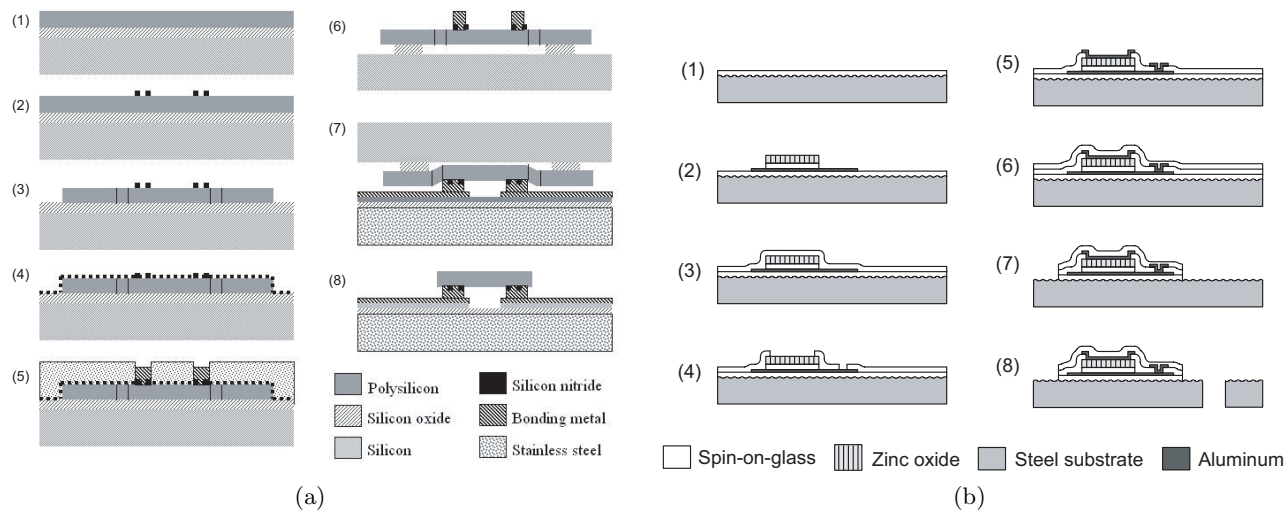 (1)
(2)
(3)
(4)
(5)
(6)
(7)
(8)
Polysilicon
Silicon nitride
Silicon oxide
Bonding metal
Silicon
Stainless steel
(a)
(1)
(2)
(3)
(4)
(5)
(6)
(7)
(8)
Spin-on-glass
Zinc oxide
Steel substrate
Aluminum
(b)